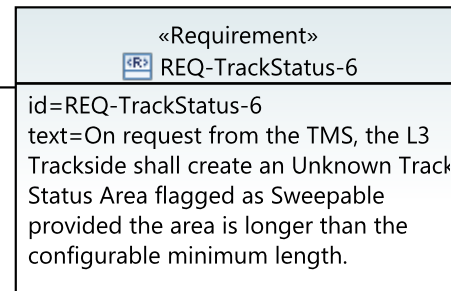 «Requirement»
<R> REQ-TrackStatus-6
id=REQ-TrackStatus-6
text=On request from the TMS, the L3
Trackside shall create an Unknown Track
Status Area flagged as Sweepable
provided the area is longer than the
configurable minimum length.